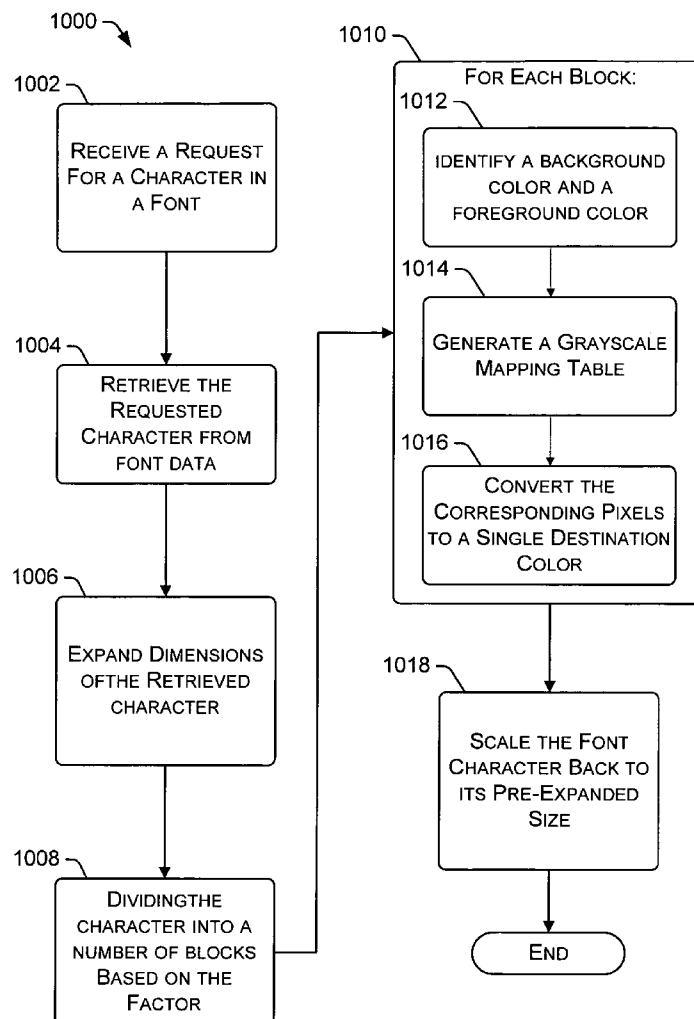 1000
1002
RECEIVE A REQUEST
FOR A CHARACTER IN
A FONT
1004
RETRIEVE THE
REQUESTED
CHARACTER FROM
FONT DATA
1006
EXPAND DIMENSIONS
OFTHE RETRIEVED
CHARACTER
1008
DIVIDINGTHE
CHARACTER INTO A
NUMBER OF BLOCKS
BASED ON THE
FACTOR
1010
FOR EACH BLOCK:
1012
IDENTIFY A BACKGROUND
COLOR AND A
FOREGROUND COLOR
1014
GENERATE A GRAYSCALE
MAPPING TABLE
1016
CONVERT THE
CORRESPONDING PIXELS
TO A SINGLE DESTINATION
COLOR
1018
SCALE THE FONT
CHARACTER BACK TO
ITS PRE-EXPANDED
SIZE
END